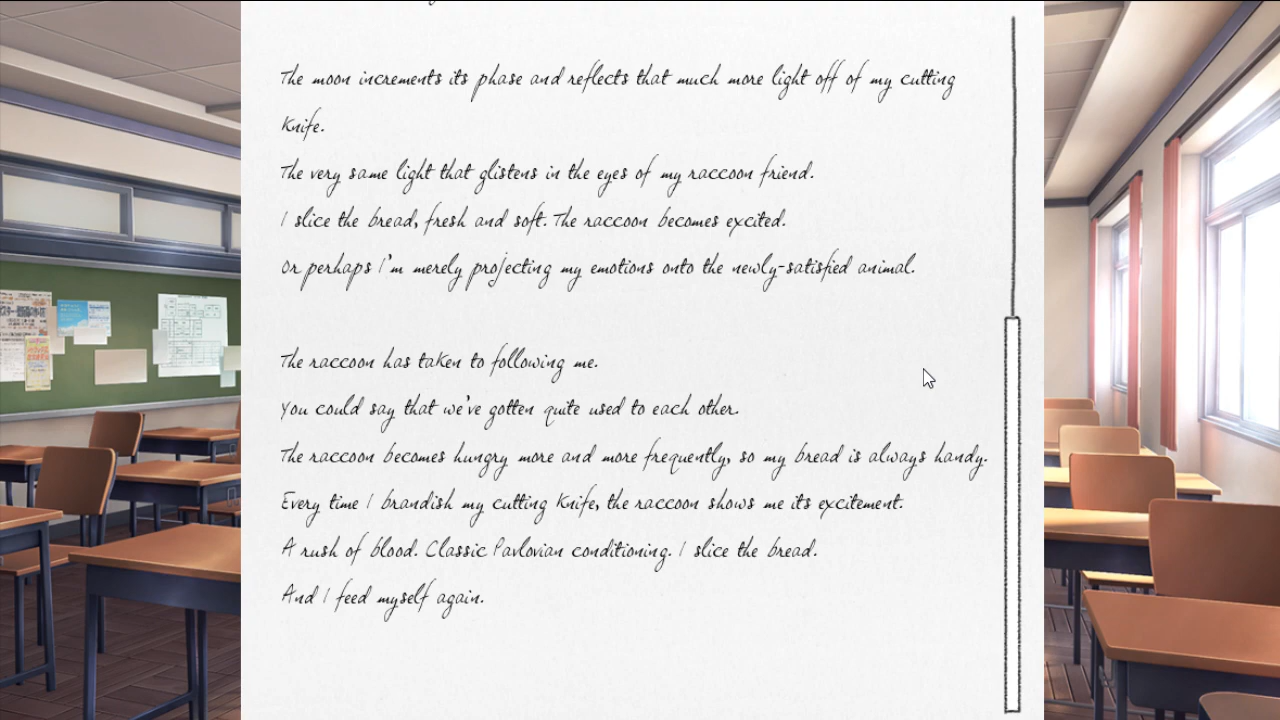 The moon increments its phase and reflects that much more light off of my cutting
knife.
The very same light that glistens in the eyes of my raccoon friend.
I slice the bread, fresh and soft. The raccoon becomes excited.
Or perhaps I'm merely projecting my emotions onto the newly-satisfied animal.
The raccoon has taken to following me.
You could say that we've gotten quite used to each other.
The raccoon becomes hungry more and more frequently, so my bread is always handy.
Every time I brandish my cutting knife, the raccoon shows me its excitement.
A rush of blood. Classic Pavlovian conditioning. I slice the bread.
And I feed myself again.